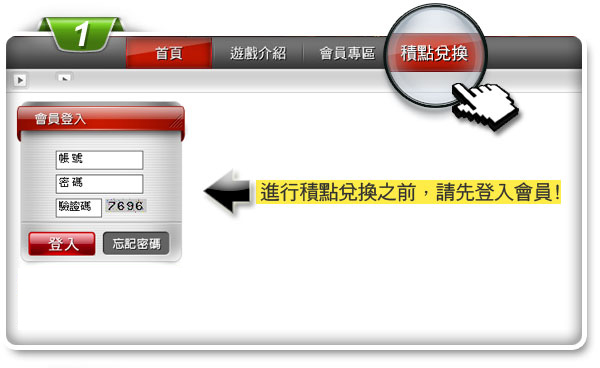 1
首頁 遊戲介紹 會員專區 積點兌換
會員登入
帳號
密碼
驗證碼 7696
進行積點兌換之前，請先登入會員!
登入 忘記密碼